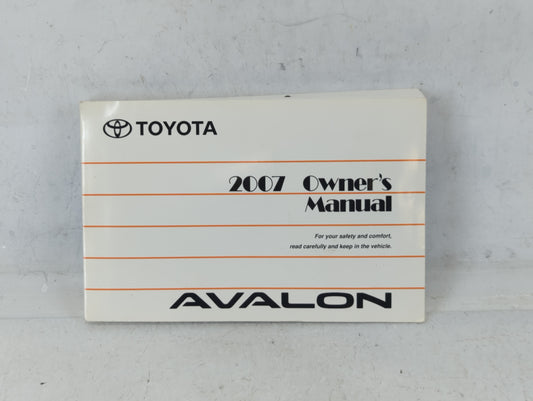 TOYOTA
2007 Owner's
Manual
For your safety and comfort,
read carefully and keep in the vehicle.
AVALON